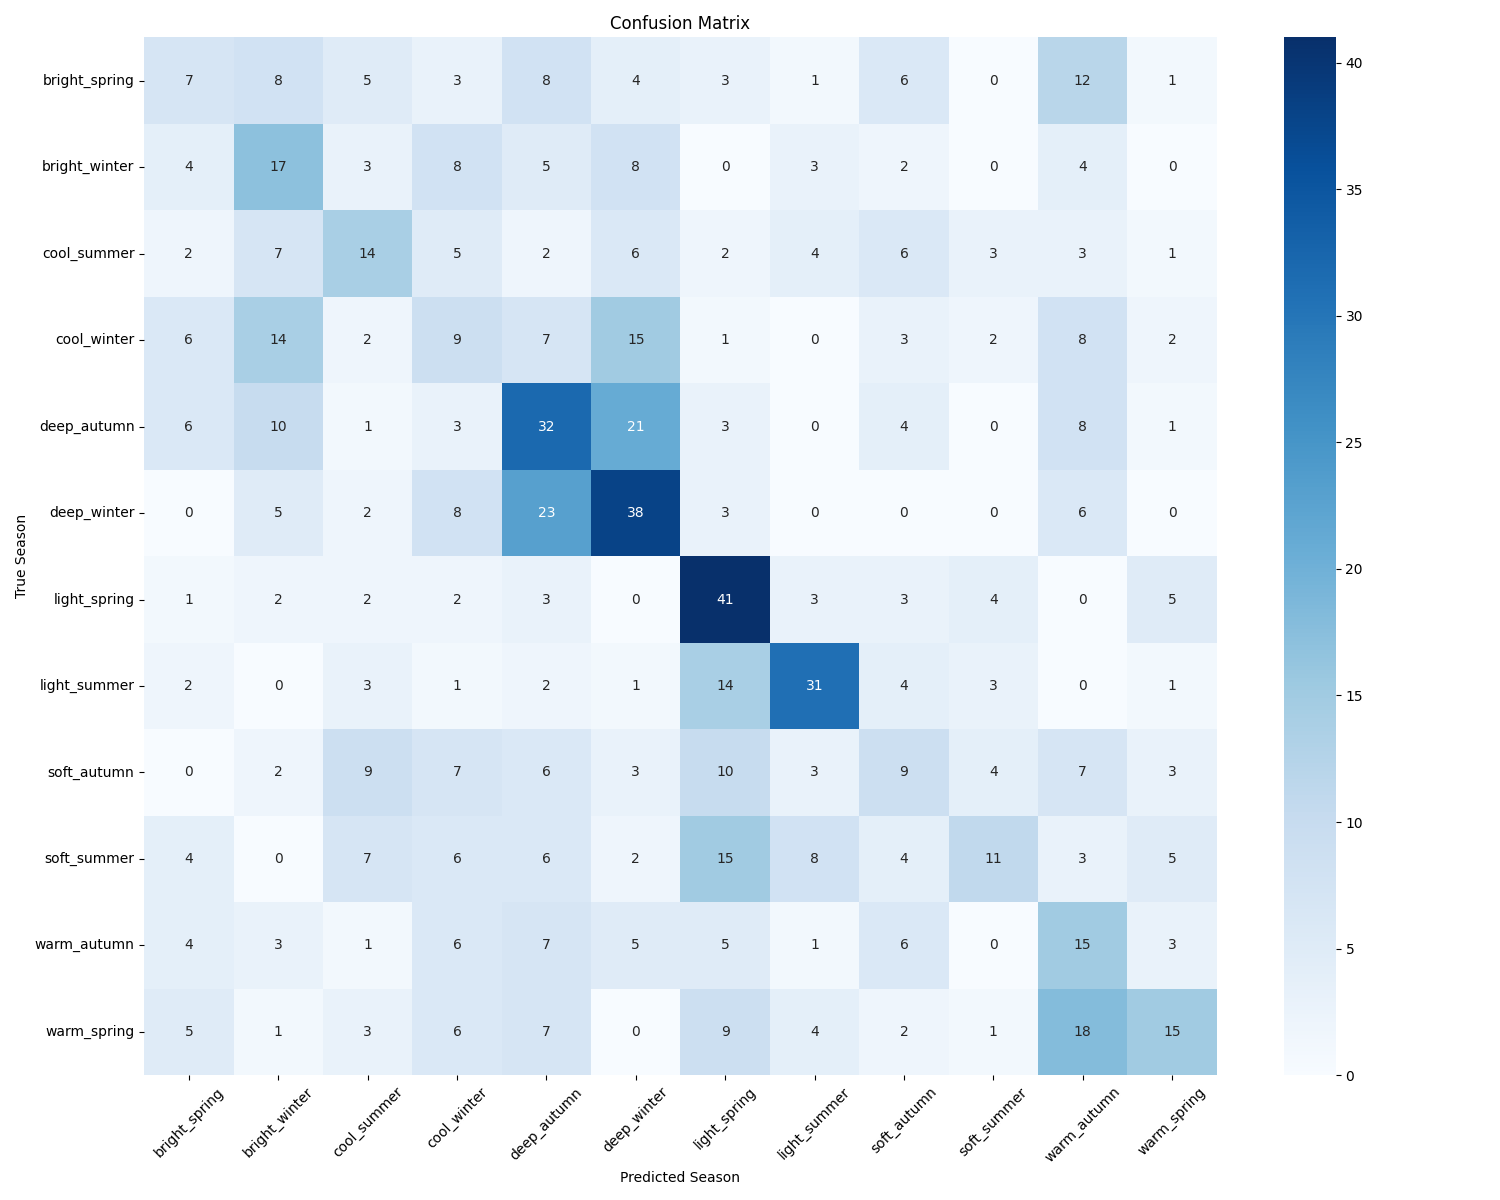 Confusion Matrix
True Season
bright_spring 7 8 5 3 8 4 3 1 6 0 12 1
bright_winter 4 17 3 8 5 8 0 3 2 0 4 0
cool_summer 2 7 14 5 2 6 2 4 6 3 3 1
cool_winter 6 14 2 9 7 15 1 0 3 2 8 2
deep_autumn 6 10 1 3 32 21 3 0 4 0 8 1
deep_winter 0 5 2 8 23 38 3 0 0 0 6 0
light_spring 1 2 2 2 3 0 41 3 3 4 0 5
light_summer 2 0 3 1 2 1 14 31 4 3 0 1
soft_autumn 0 2 9 7 6 3 10 3 9 4 7 3
soft_summer 4 0 7 6 6 2 15 8 4 11 3 5
warm_autumn 4 3 1 6 7 5 5 1 6 0 15 3
warm_spring 5 1 3 6 7 0 9 4 2 1 18 15
bright_spring bright_winter cool_summer cool_winter deep_autumn deep_winter light_spring light_summer soft_autumn soft_summer warm_autumn warm_spring
Predicted Season
40
35
30
25
20
15
10
5
0